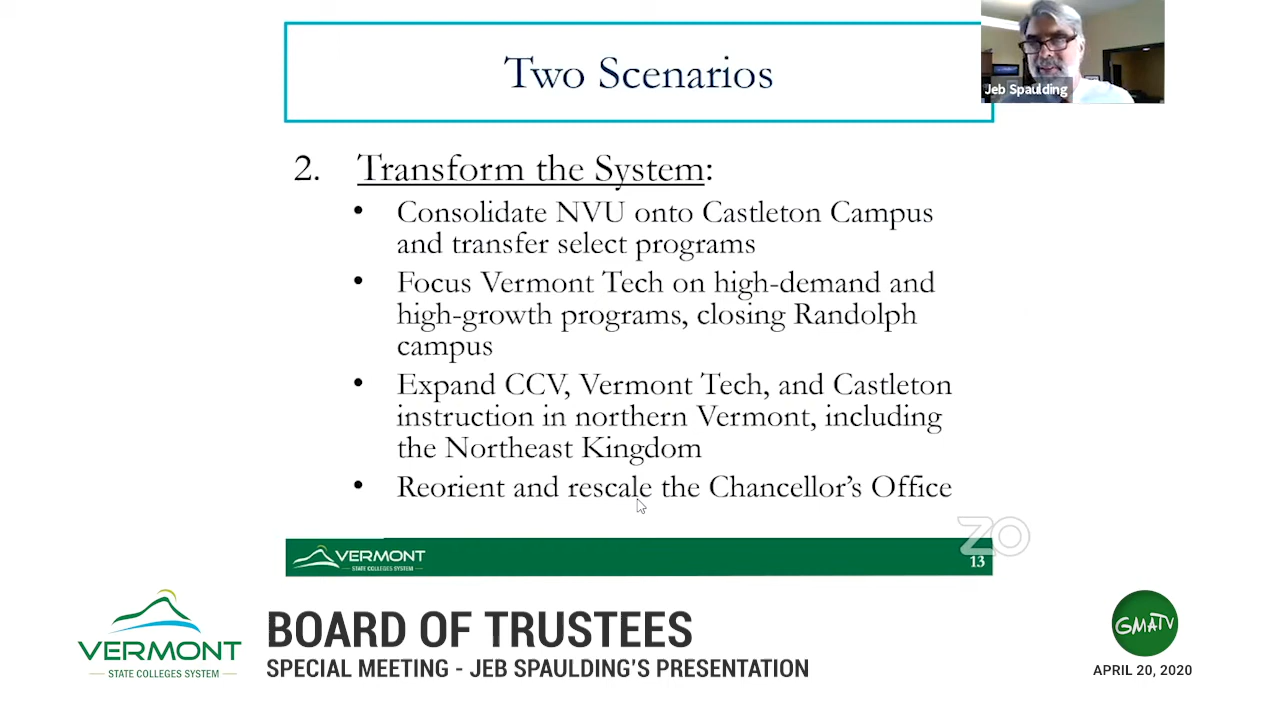 Two Scenarios
Jeb Spaulding
2. Transform the System:
• Consolidate NVU onto Castleton Campus
and transfer select programs
• Focus Vermont Tech on high-demand and
high-growth programs, closing Randolph
campus
• Expand CCV, Vermont Tech, and Castleton
instruction in northern Vermont, including
the Northeast Kingdom
• Reorient and rescale the Chancellor's Office
ZO
VERMONT
STATE COLLEGES SYSTEM
13
VERMONT
STATE COLLEGES SYSTEM
BOARD OF TRUSTEES
SPECIAL MEETING - JEB SPAULDING'S PRESENTATION
GMATV
APRIL 20, 2020